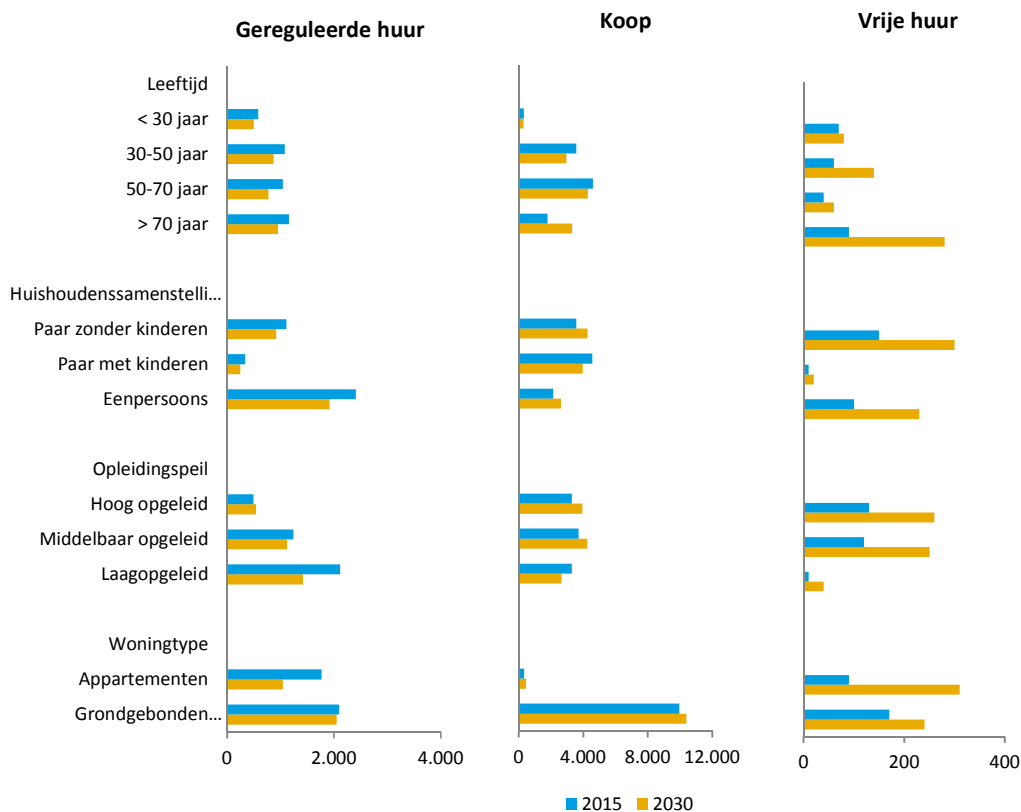 Gereguleerde huur
Koop
Vrije huur
Leeftijd
< 30 jaar
30-50 jaar
50-70 jaar
> 70 jaar
Huishoudenssamenstelli...
Paar zonder kinderen
Paar met kinderen
Eenpersoons
Opleidingspeil
Hoog opgeleid
Middelbaar opgeleid
Laagopgeleid
Woningtype
Appartementen
Grondgebonden...
0 2.000 4.000
0 4.000 8.000 12.000
0 200 400
2015 2030